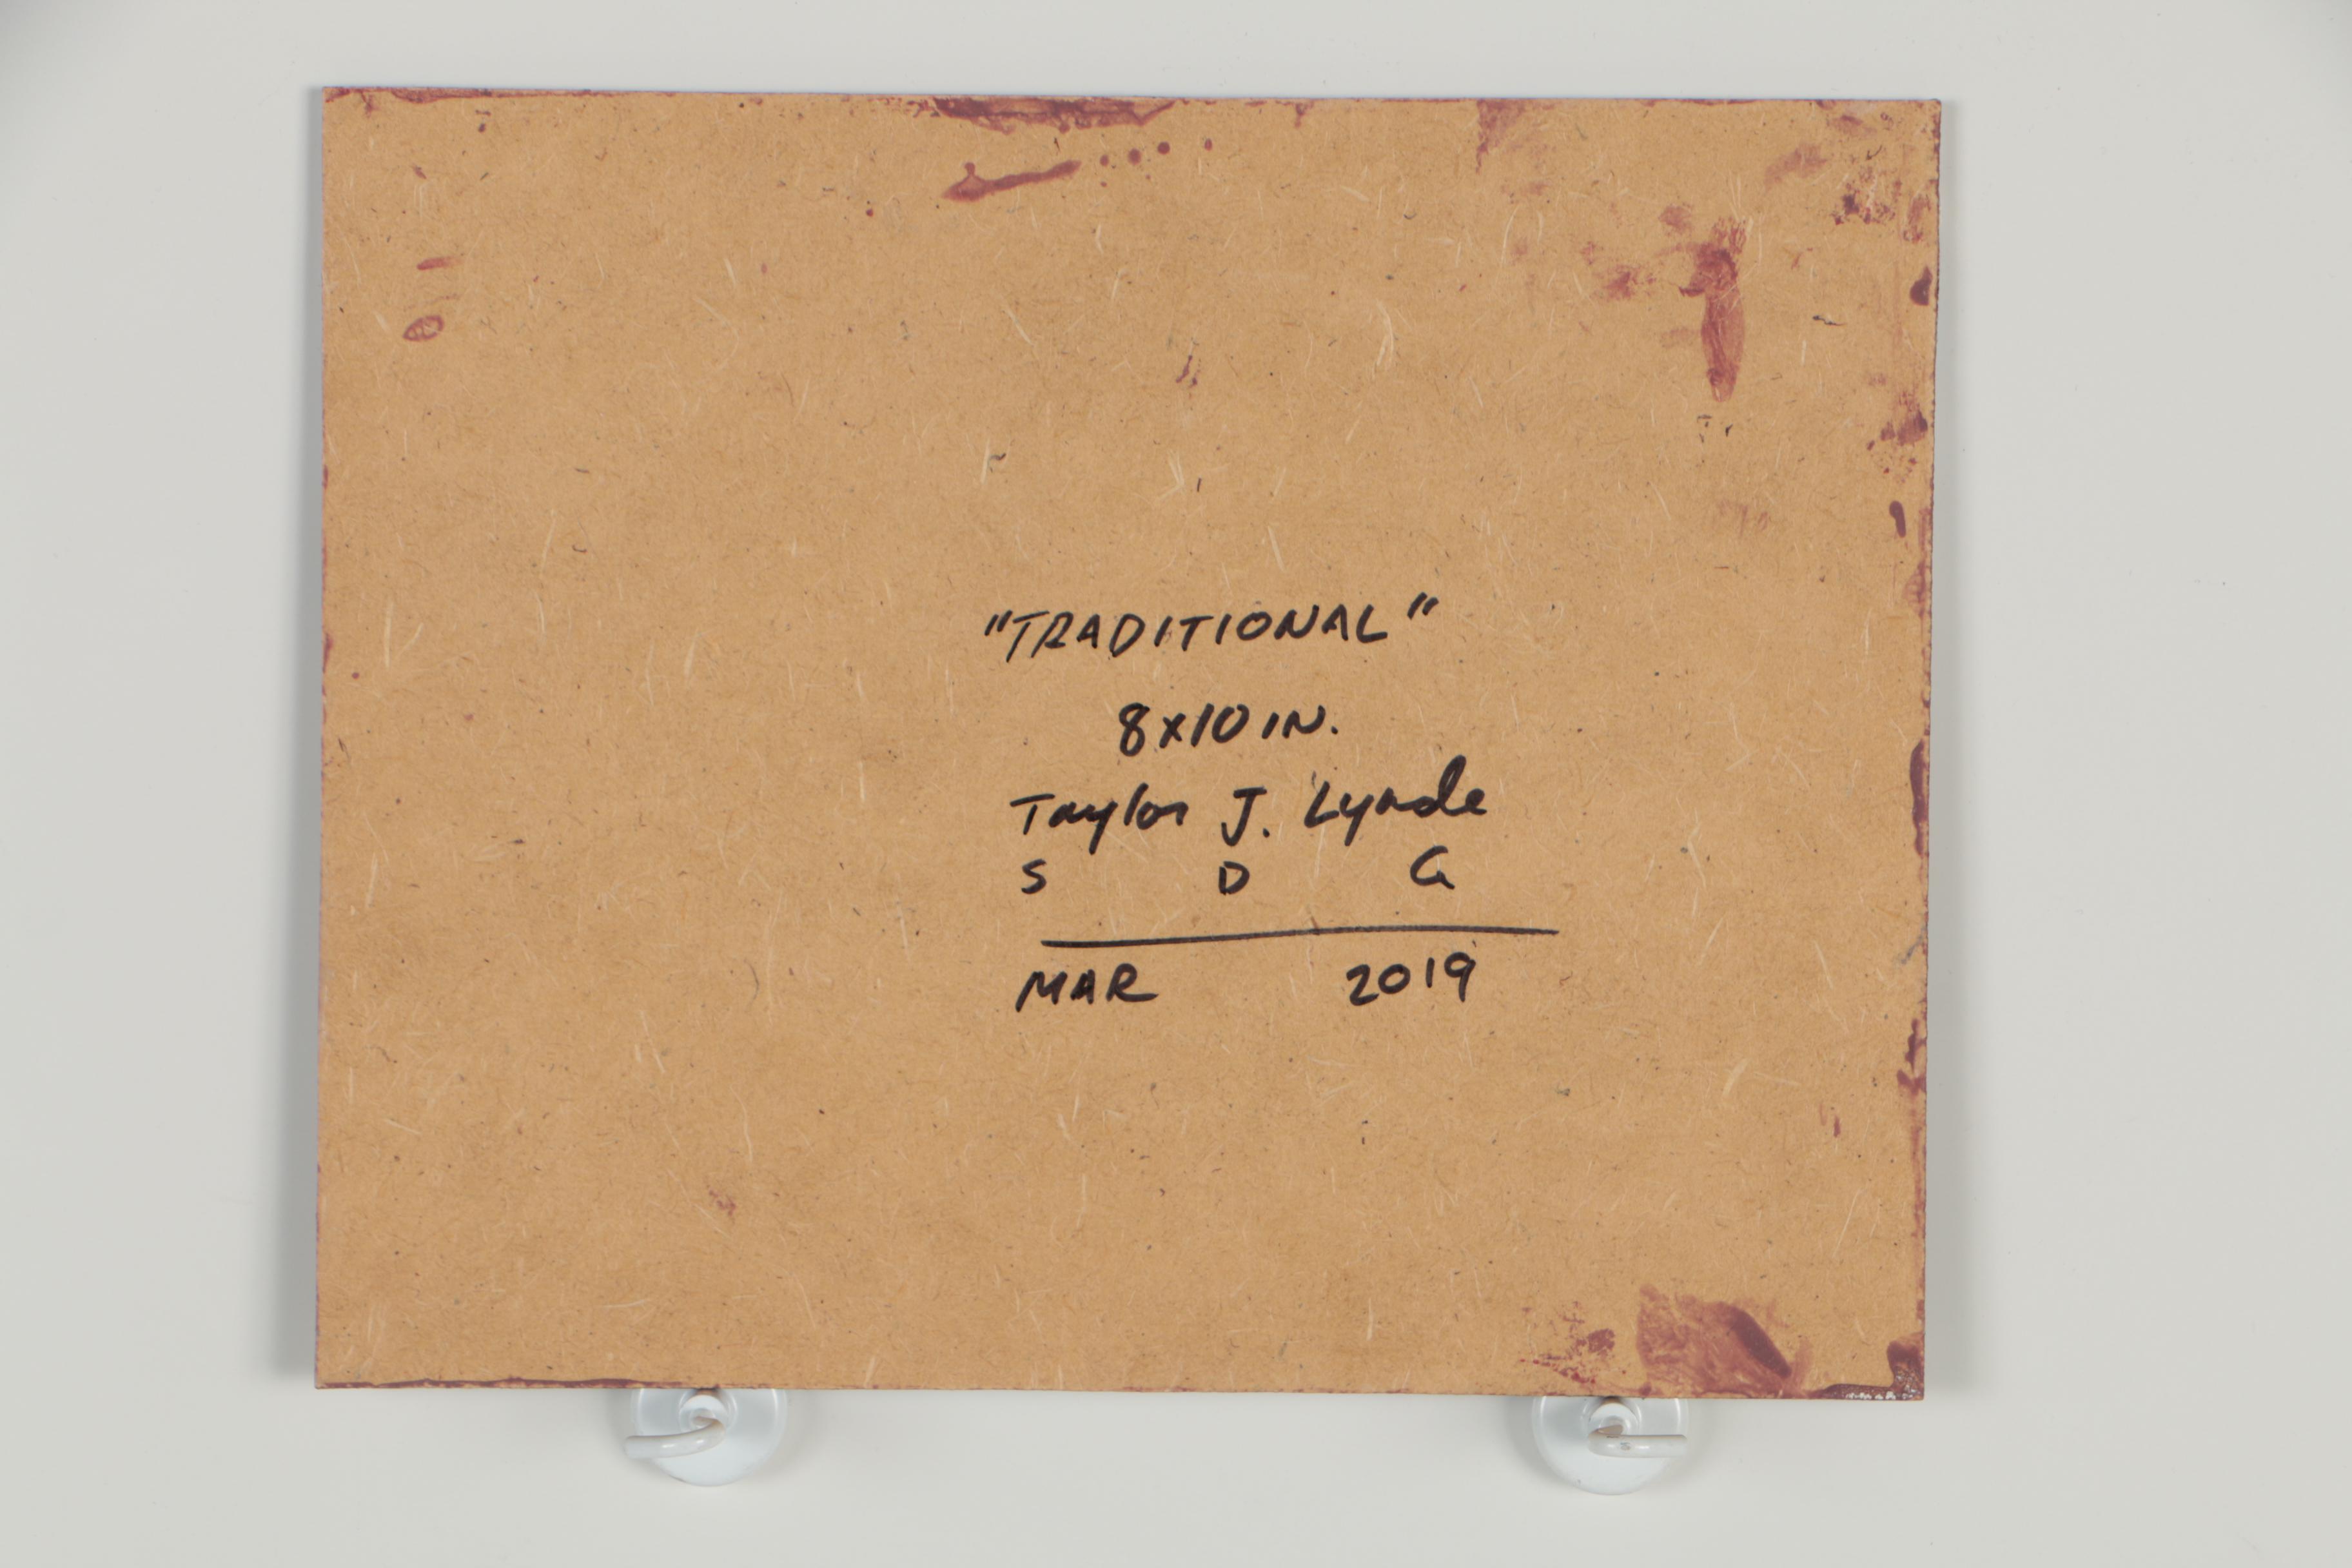 "TRADITIONAL"
8x10 IN.
Taylor J. Lynde
S D G
MAR 2019